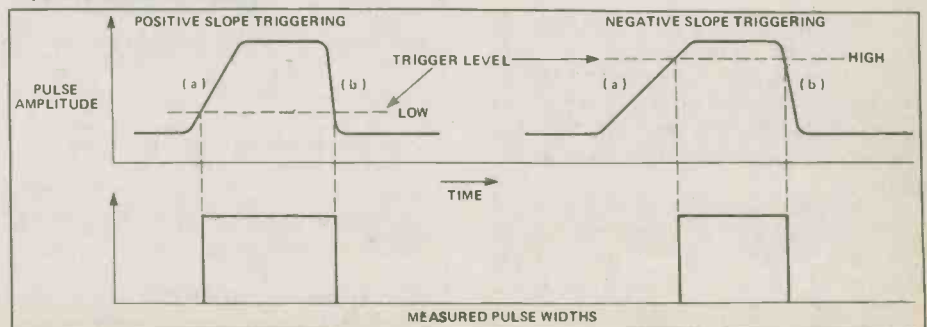 POSITIVE SLOPE TRIGGERING
NEGATIVE SLOPE TRIGGERING
PULSE
AMPLITUDE
(a)
(b)
TRIGGER LEVEL
LOW
(a)
(b)
HIGH
TIME
MEASURED PULSE WIDTHS